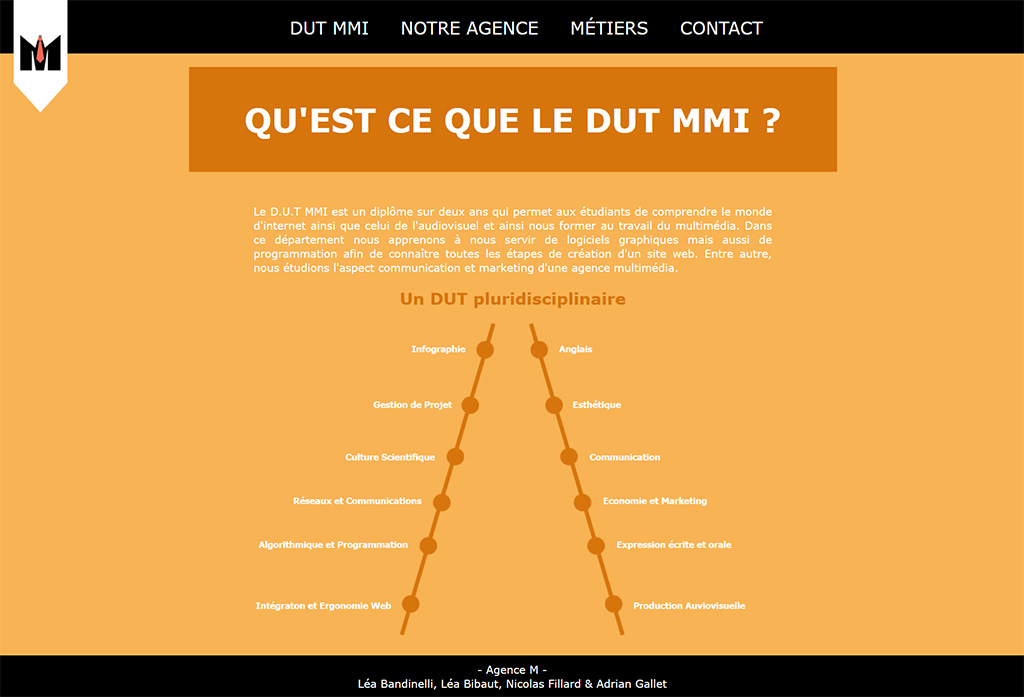 DUT MMI NOTRE AGENCE MÉTIERS CONTACT
M
QU'EST CE QUE LE DUT MMI ?
Le D.U.T MMI est un diplôme sur deux ans qui permet aux étudiants de comprendre le monde
d'internet ainsi que celui de l'audiovisuel et ainsi nous former au travail du multimédia. Dans
ce département nous apprenons à nous servir de logiciels graphiques mais aussi de
programmation afin de connaître toutes les étapes de création d'un site web. Entre autre,
nous étudions l'aspect communication et marketing d'une agence multimédia.
Un DUT pluridisciplinaire
Infographie Anglais
Gestion de Projet Esthétique
Culture Scientifique Communication
Réseaux et Communications Economie et Marketing
Algorithmique et Programmation Expression écrite et orale
Intégraton et Ergonomie Web Production Auviovisuelle
- Agence M -
Léa Bandinelli, Léa Bibaut, Nicolas Fillard & Adrian Gallet